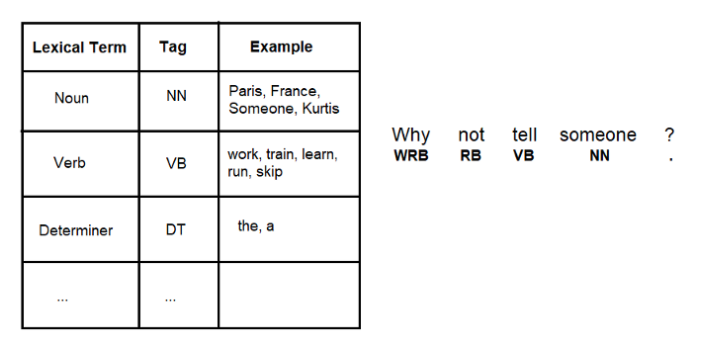 Lexical Term Tag Example
Noun NN Paris, France,
Someone, Kurtis
Verb VB work, train, learn,
run, skip
Determiner DT the, a
... ...
Why not tell someone ?
WRB RB VB NN .